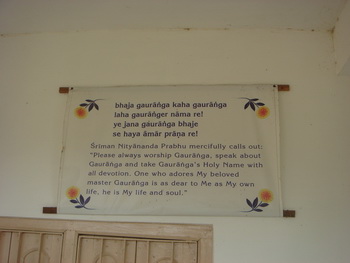 bhaja gaurāṅga kaha gaurāṅga
laha gaurāṅger nāma re!
ye jana gaurāṅga bhaje
se haya āmār prāṇa re!
Śrīman Nityānanda Prabhu mercifully calls out:
"Please always worship Gaurāṅga, speak about
Gaurāṅga and take Gaurāṅga's Holy Name with
all devotion. One who adores My beloved
master Gaurāṅga is as dear to Me as My own
life, he is My life and soul."